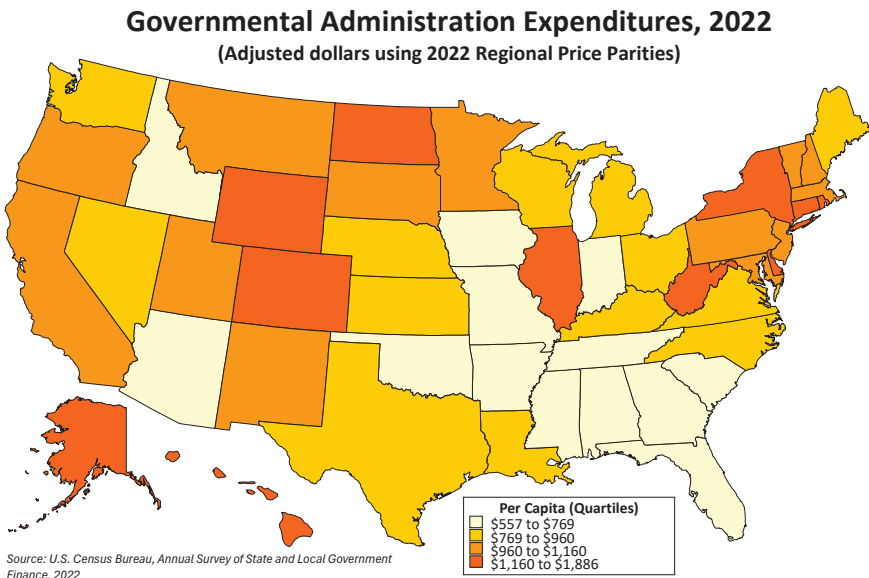 Governmental Administration Expenditures, 2022
(Adjusted dollars using 2022 Regional Price Parities)
Per Capita (Quartiles)
$557 to $769
$769 to $960
$960 to $1,160
$1,160 to $1,886
Source: U.S. Census Bureau, Annual Survey of State and Local Government
Finance, 2022